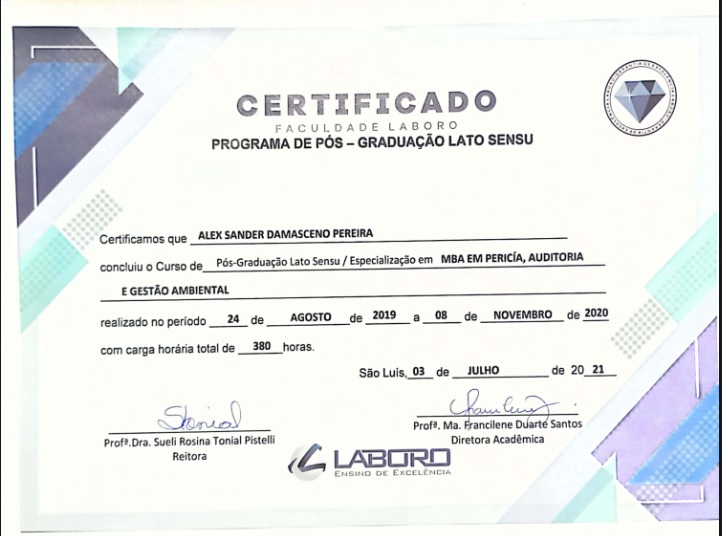 CERTIFICADO
FACULDADE LABORO
PROGRAMA DE PÓS – GRADUAÇÃO LATO SENSU
Certificamos que ALEX SANDER DAMASCENO PEREIRA
concluiu o Curso de Pós-Graduação Lato Sensu / Especialização em MBA EM PERICÍA, AUDITORIA
E GESTÃO AMBIENTAL
realizado no período 24 de AGOSTO de 2019 a 08 de NOVEMBRO de 2020
com carga horária total de 380 horas.
São Luis, 03 de JULHO de 20 21
Profª.Dra. Sueli Rosina Tonial Pistelli
Reitora
Profª. Ma. Francilene Duarte Santos
Diretora Acadêmica
LABORO
ENSINO DE EXCELÊNCIA